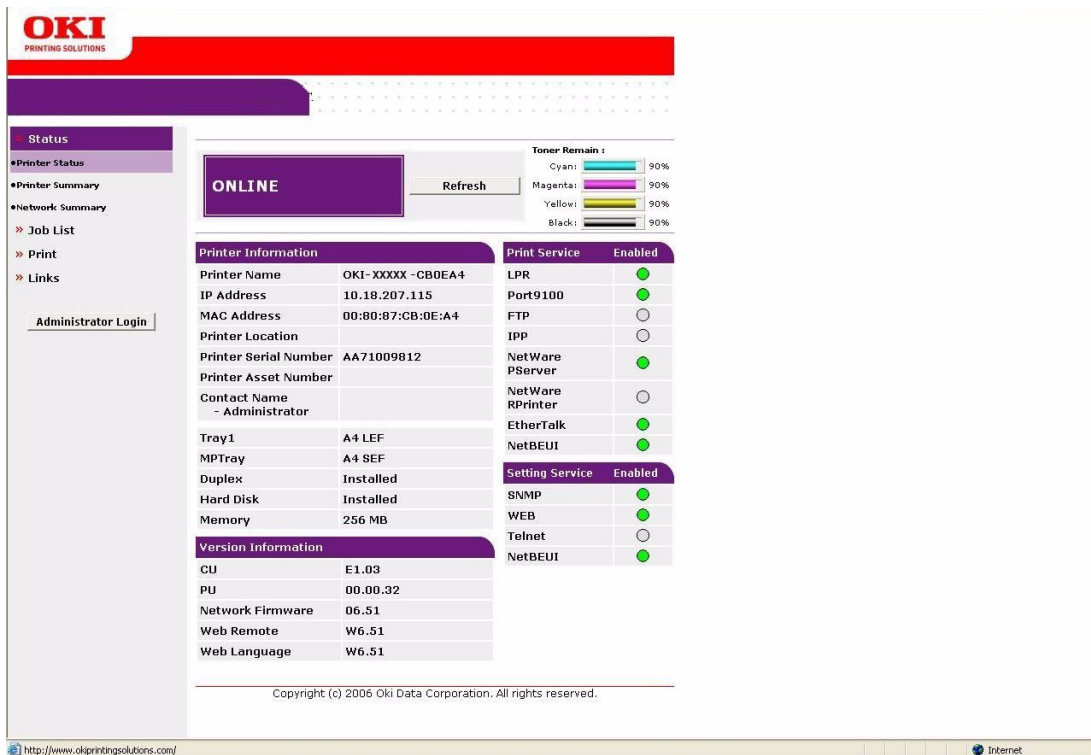 OKI
PRINTING SOLUTIONS
Status
•Printer Status
•Printer Summary
•Network Summary
» Job List
» Print
» Links
Administrator Login
ONLINE
Refresh
Toner Remain :
Cyan: 90%
Magenta: 90%
Yellow: 90%
Black: 90%
Printer Information
Printer Name OKI-XXXXX -CB0EA4
IP Address 10.18.207.115
MAC Address 00:80:87:CB:0E:A4
Printer Location
Printer Serial Number AA71009812
Printer Asset Number
Contact Name
- Administrator
Tray1 A4 LEF
MPTray A4 SEF
Duplex Installed
Hard Disk Installed
Memory 256 MB
Version Information
CU E1.03
PU 00.00.32
Network Firmware 06.51
Web Remote W6.51
Web Language W6.51
Print Service Enabled
LPR
Port9100
FTP
IPP
NetWare
PServer
NetWare
RPrinter
EtherTalk
NetBEUI
Setting Service Enabled
SNMP
WEB
Telnet
NetBEUI
Copyright (c) 2006 Oki Data Corporation. All rights reserved.
http://www.okiprintingsolutions.com/
Internet